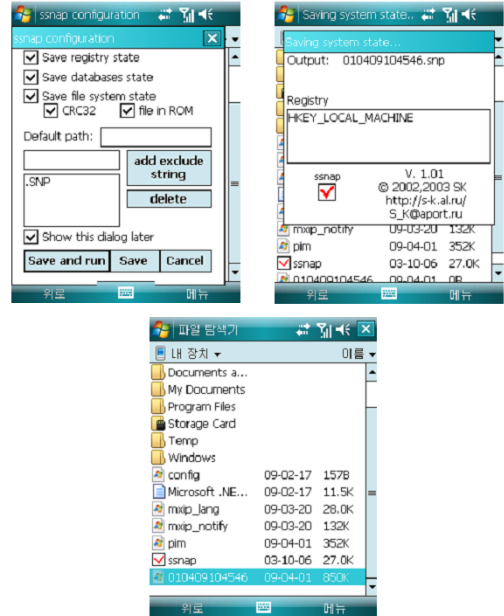 ssnap configuration
ssnap configuration
Save registry state
Save databases state
Save file system state
CRC32 file in ROM
Default path:
add exclude string
.SNP
delete
Show this dialog later
Save and run Save Cancel
위로 메뉴
Saving system state..
Saving system state...
Output: 010409104546.snp
Registry
HKEY_LOCAL_MACHINE
ssnap
V. 1.01
© 2002,2003 SK
http://s-k.al.ru/
S_K@aport.ru
mxip_notify 09-03-20 132K
pim 09-04-01 352K
ssnap 03-10-06 27.0K
010409104546 09-04-01 0B
위로 메뉴
파일 탐색기
내 장치 이름
Documents a...
My Documents
Program Files
Storage Card
Temp
Windows
config 09-02-17 157B
Microsoft .NE... 09-02-17 11.5K
mxip_lang 09-03-20 28.0K
mxip_notify 09-03-20 132K
pim 09-04-01 352K
ssnap 03-10-06 27.0K
010409104546 09-04-01 850K
위로 메뉴